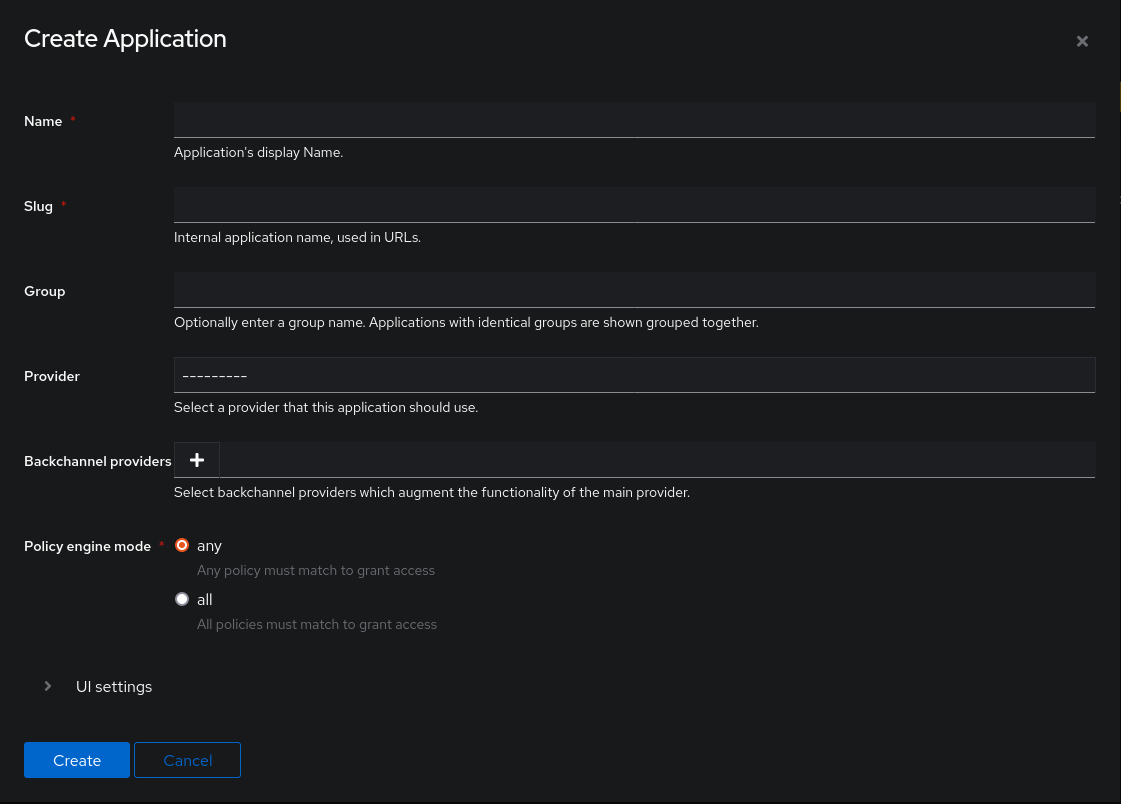 Create Application
Name *
Application's display Name.
Slug *
Internal application name, used in URLs.
Group
Optionally enter a group name. Applications with identical groups are shown grouped together.
Provider
---------
Select a provider that this application should use.
Backchannel providers
Select backchannel providers which augment the functionality of the main provider.
Policy engine mode *
any
Any policy must match to grant access
all
All policies must match to grant access
UI settings
Create Cancel